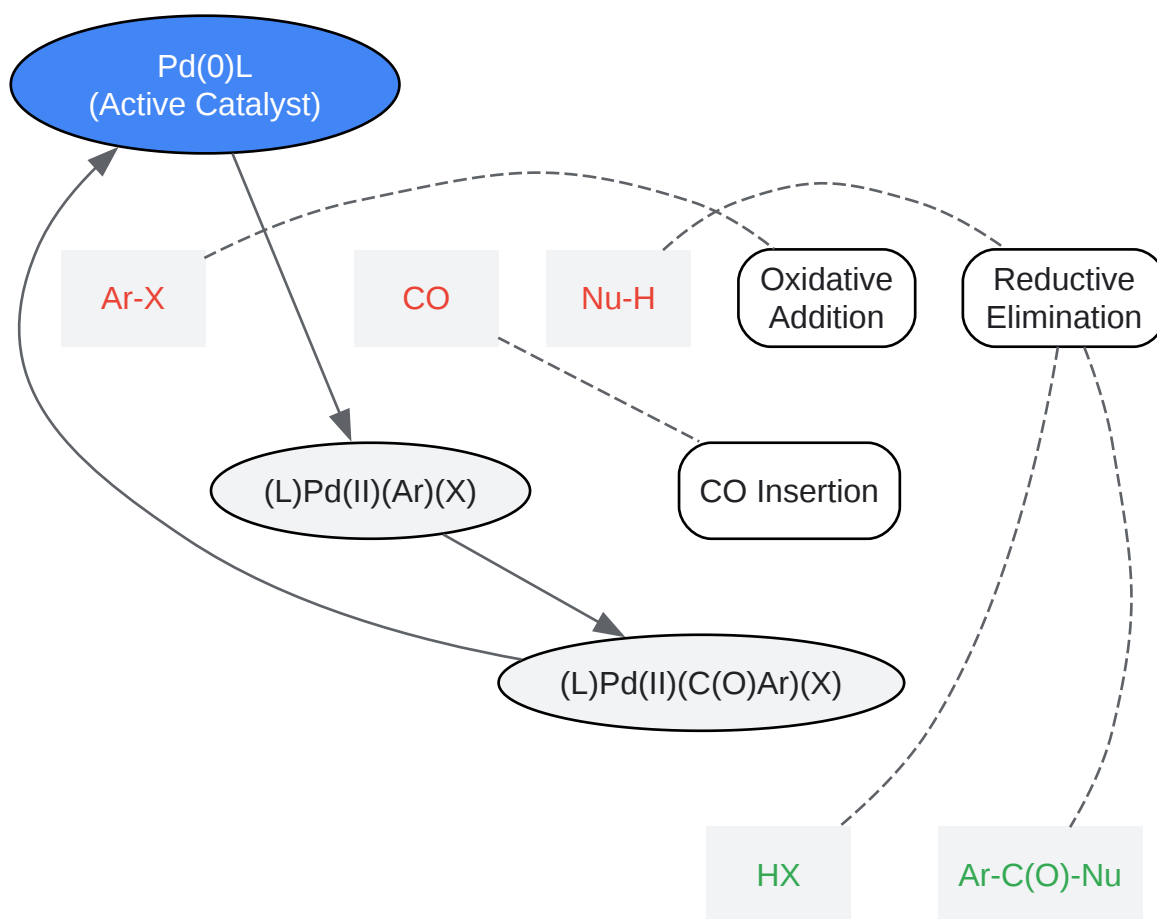 Pd(0)L
(Active Catalyst)
Ar-X
CO
Nu-H
Oxidative
Addition
Reductive
Elimination
(L)Pd(II)(Ar)(X)
CO Insertion
(L)Pd(II)(C(O)Ar)(X)
HX
Ar-C(O)-Nu